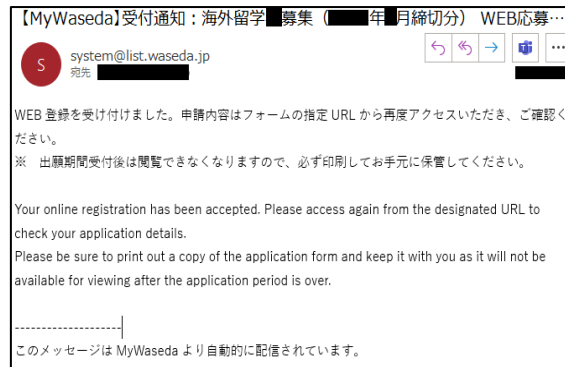 【MyWaseda】受付通知：海外留学 募集（ 年 月締切分） WEB応募…
S
system@list.waseda.jp
宛先
WEB 登録を受け付けました。申請内容はフォームの指定 URL から再度アクセスいただき、ご確認く
ださい。
※　出願期間受付後は閲覧できなくなりますので、必ず印刷してお手元に保管してください。
Your online registration has been accepted. Please access again from the designated URL to
check your application details.
Please be sure to print out a copy of the application form and keep it with you as it will not be
available for viewing after the application period is over.
-------------------
このメッセージは MyWaseda より自動的に配信されています。